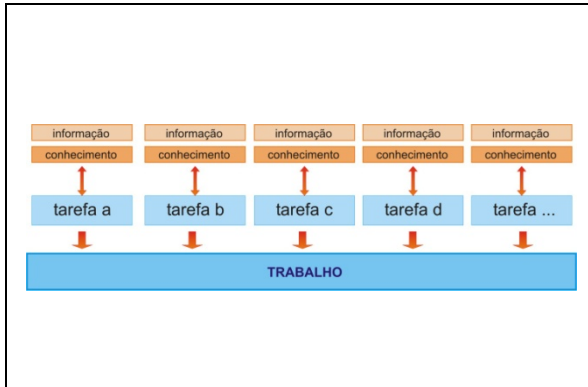 informação informação informação informação informação
conhecimento conhecimento conhecimento conhecimento conhecimento
tarefa a tarefa b tarefa c tarefa d tarefa ...
TRABALHO